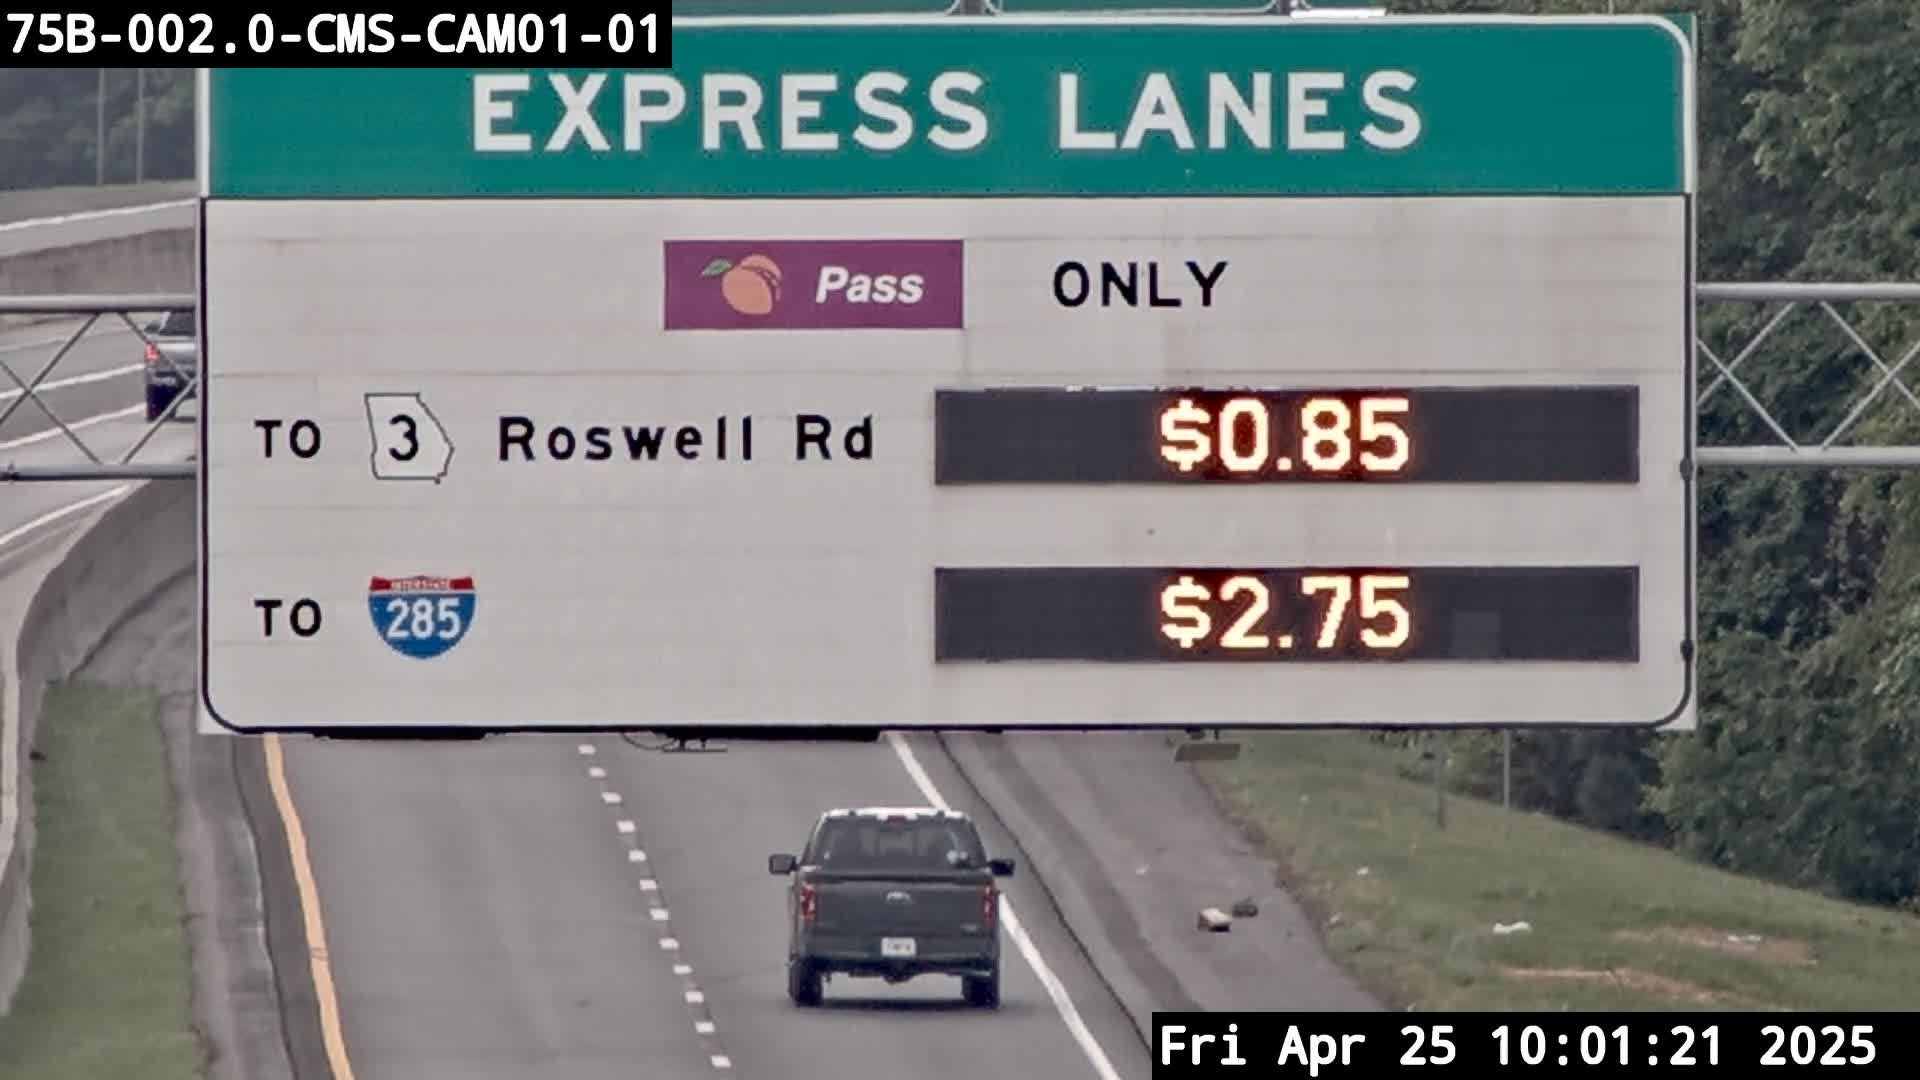 75B-002.0-CMS-CAM01-01
EXPRESS LANES
Pass ONLY
TO 3 Roswell Rd $0.85
INTERSTATE
TO 285 $2.75
Fri Apr 25 10:01:21 2025